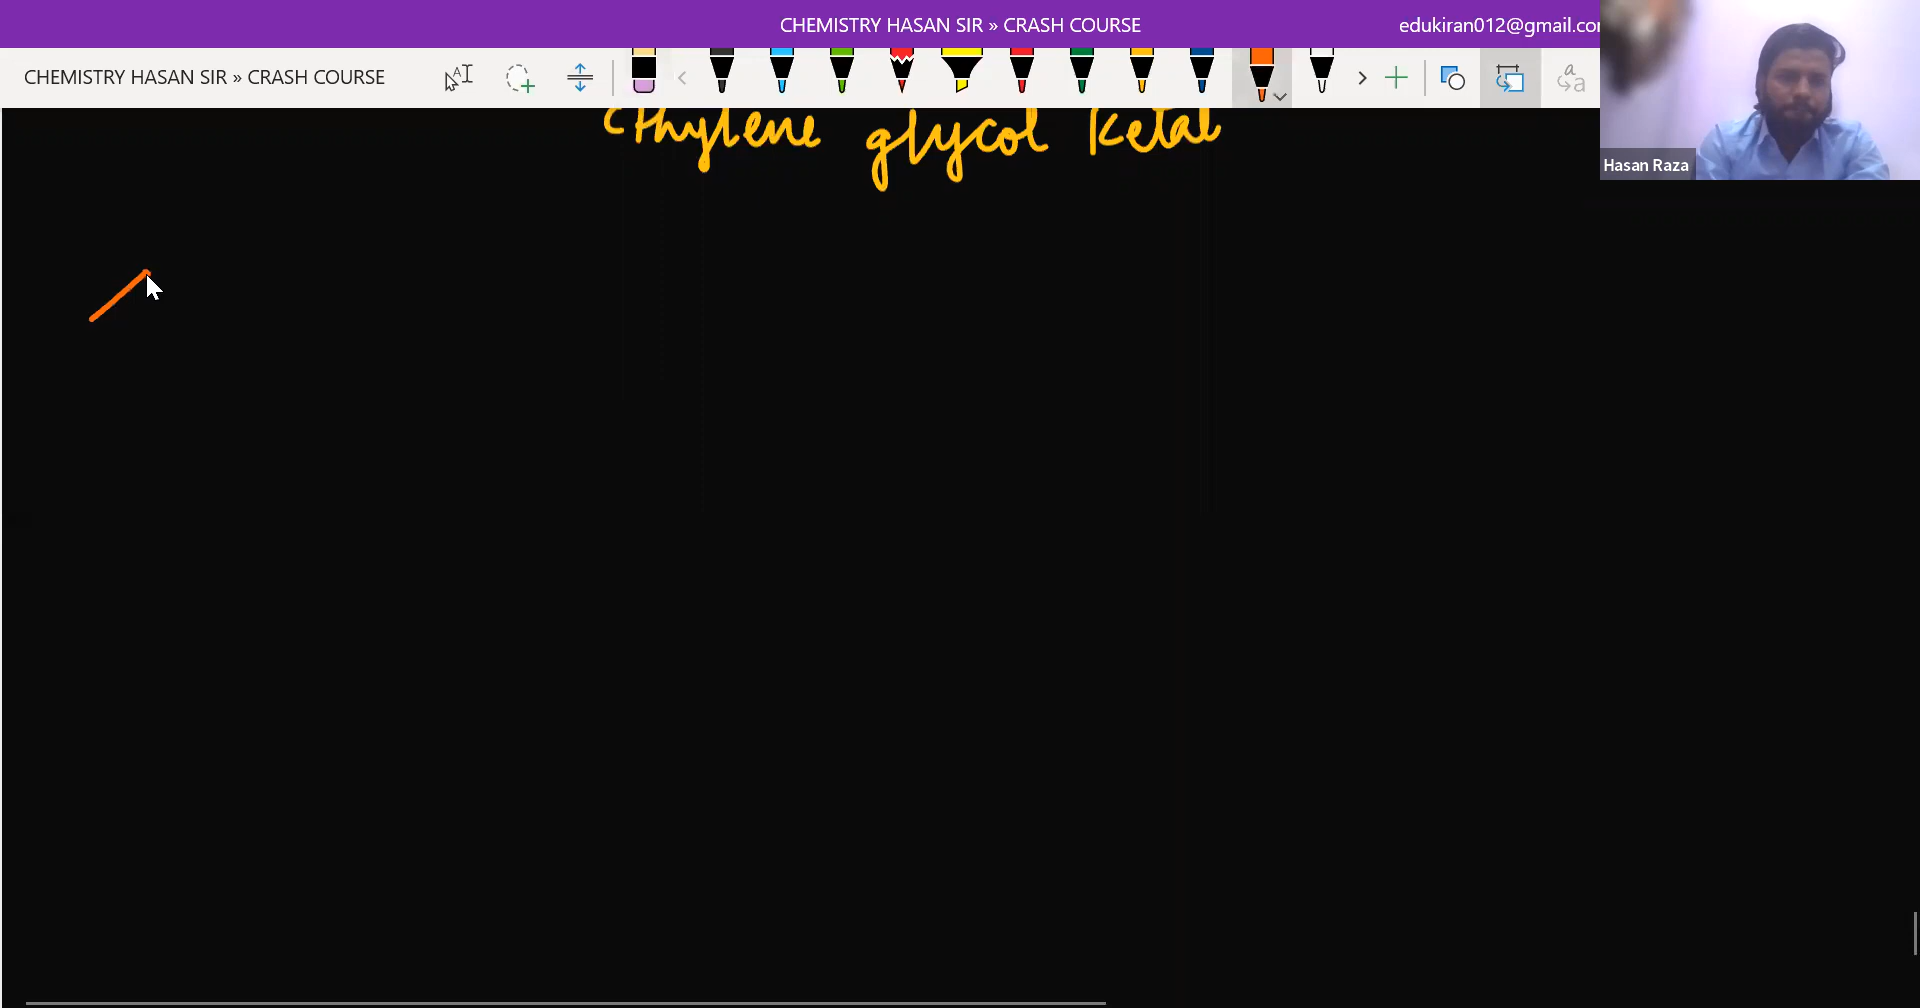 CHEMISTRY HASAN SIR » CRASH COURSE
edukiran012@gmail.co
CHEMISTRY HASAN SIR » CRASH COURSE
Ethylene glycol Ketal
Hasan Raza